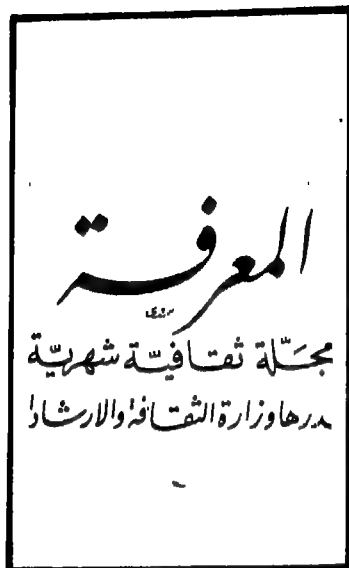 المعرفة
مجلة ثقافية شهرية
وزارة الثقافة والارشاد